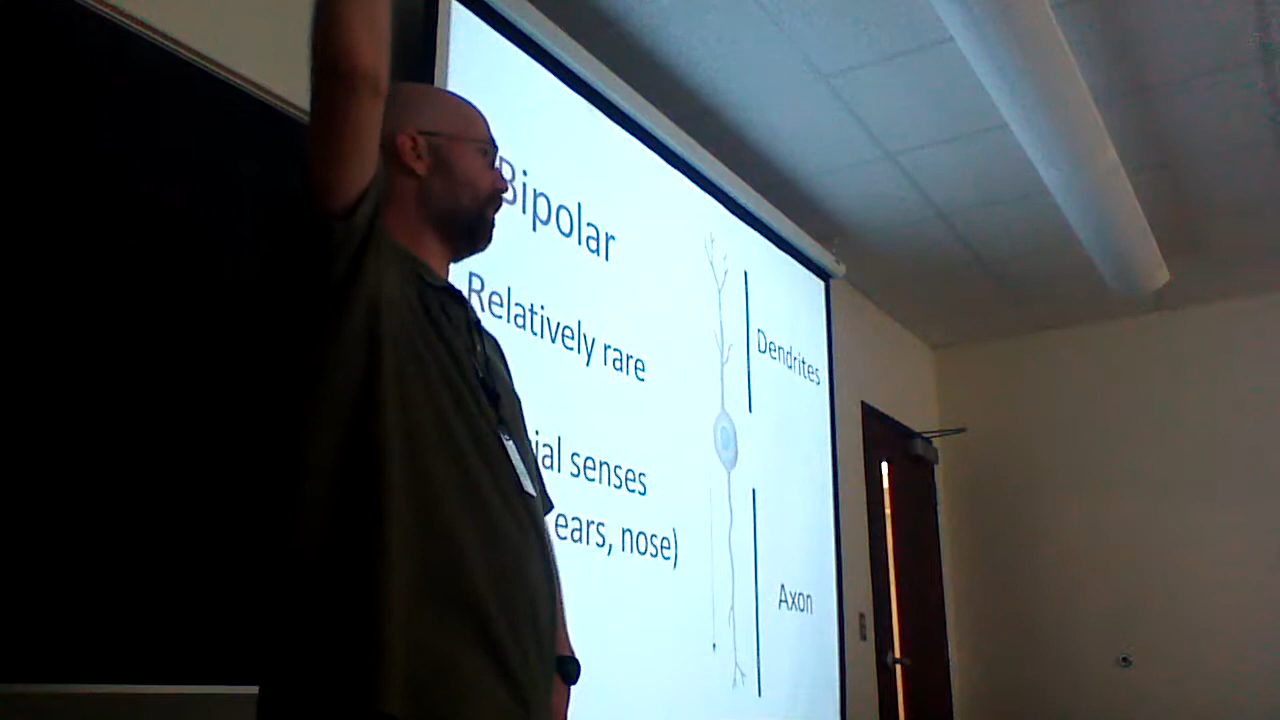 Bipolar
Relatively rare
ial senses
ears, nose)
Dendrites
Axon